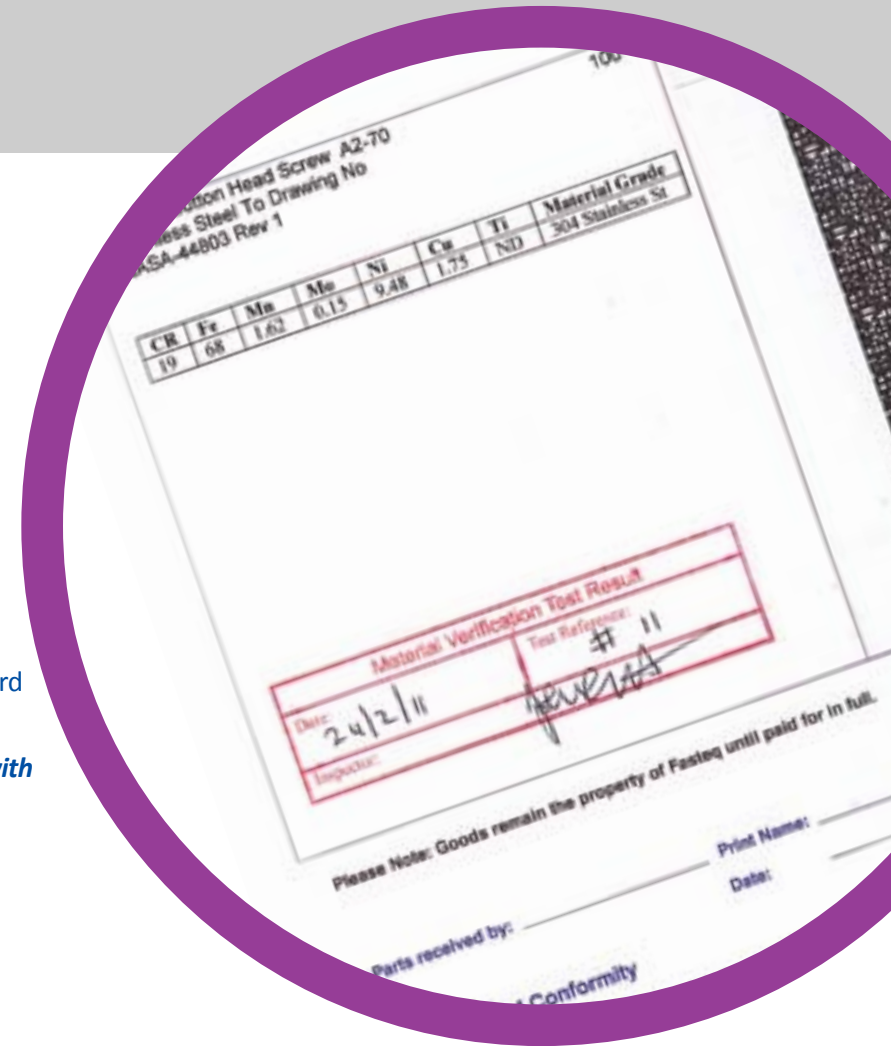 100
Button Head Screw A2-70
Steel To Drawing No
44803 Rev 1
CR Fe Mn Mo Ni Cu Ti Material Grade
19 68 1.62 0.15 9.48 1.75 ND 304 Stainless St
Material Verification Test Result
Date: Test Reference:
24/2/11 # 11
Inspector:
Please Note: Goods remain the property of Fasteq until paid for in full.
Print Name:
Parts received by: Date:
Conformity
rd
with